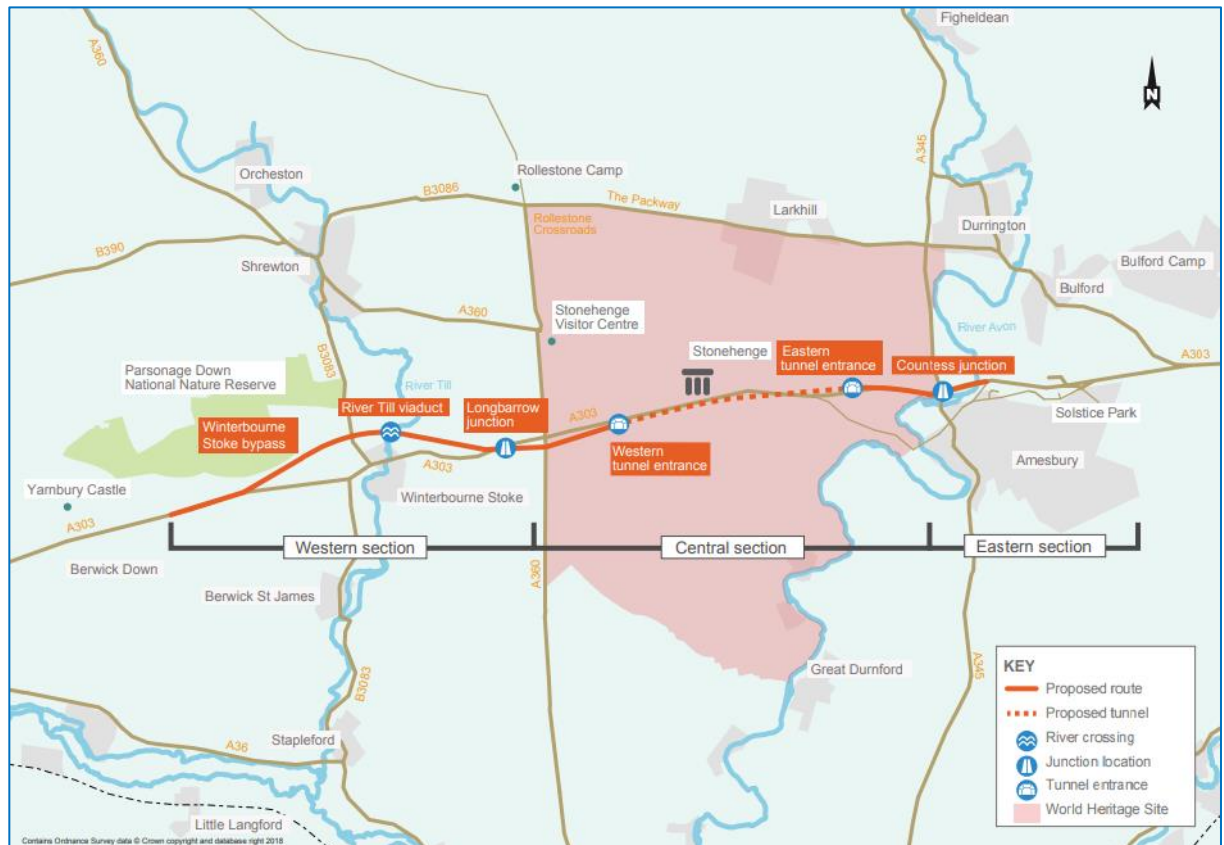 Figheldean
A360
N
A345
Orcheston
Rollestone Camp
B3086
The Packway
Larkhill
Rollestone
Crossroads
Durrington
B390
Shrewton
Bulford Camp
Bulford
A360
Stonehenge
Visitor Centre
River Avon
Stonehenge
Eastern
tunnel entrance
Countess junction
A303
B3083
Parsonage Down
National Nature Reserve
River Till
River Till viaduct
Longbarrow
junction
A303
Solstice Park
Winterbourne
Stoke bypass
Western
tunnel entrance
Amesbury
A303
Yarnbury Castle
Winterbourne Stoke
A303
Western section
Central section
Eastern section
Berwick Down
A360
Berwick St James
Great Durnford
A345
B3083
Stapleford
A36
Little Langford
KEY
Proposed route
Proposed tunnel
River crossing
Junction location
Tunnel entrance
World Heritage Site
Contains Ordnance Survey data © Crown copyright and database right 2018